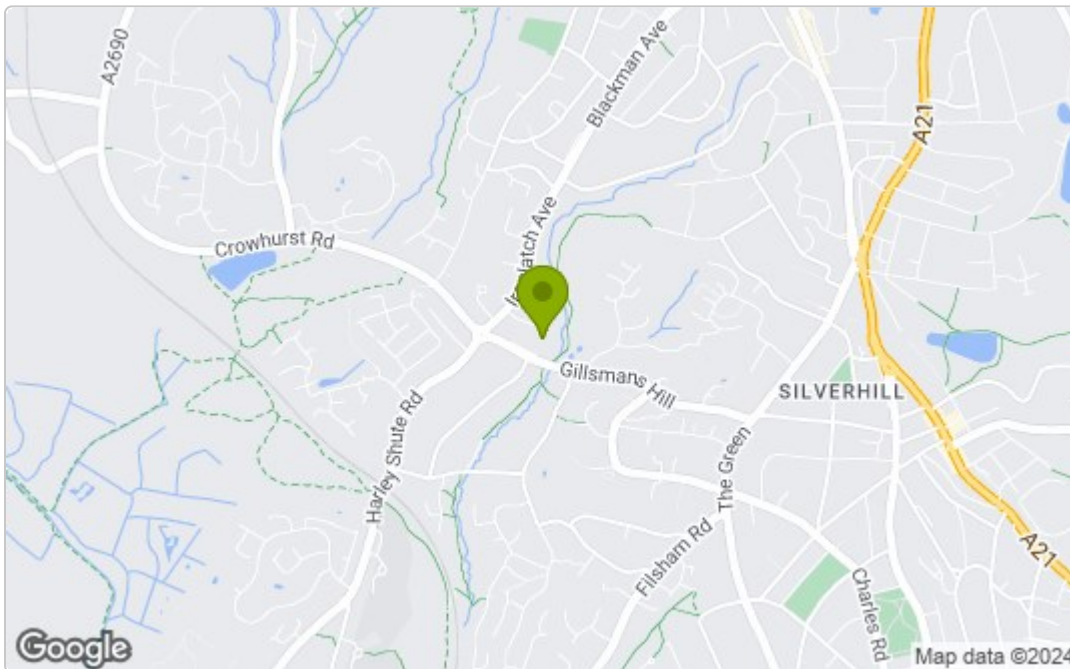 A2690
Blackman Ave
A21
Crowhurst Rd
Gillsmans Hill
SILVERHILL
Harley Shute Rd
The Green
Filsham Rd
Charles Rd
A21
Google
Map data ©2024